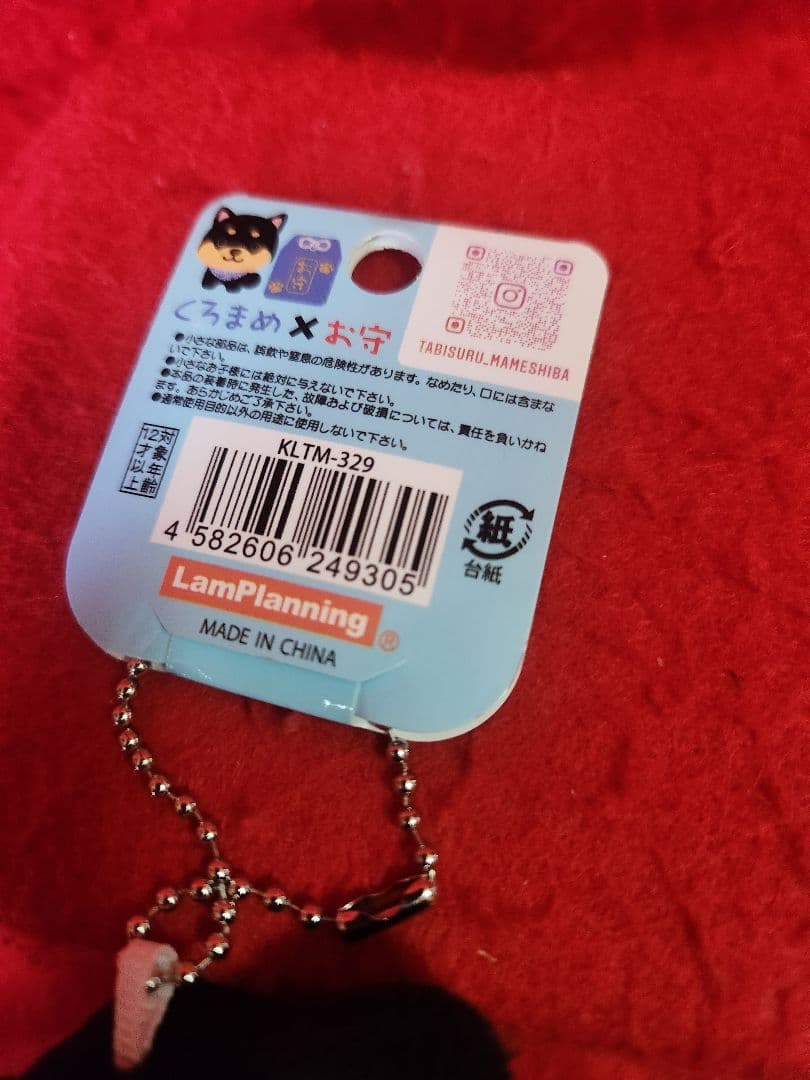 お守
くろまめ×お守
TABISURU_MAMESHIBA
●小さな部品は、誤飲や窒息の危険性があります。なめたり、口には含まな
いで下さい。
●小さなお子様には絶対に与えないで下さい。
●本品の装着時に発生した、故障および破損については、責任を負いかね
ます。あらかじめご了承下さい。
●通常使用目的以外の用途に使用しないで下さい。
対象年齢
12才以上
KLTM-329
4 582606 249305
紙
台紙
LamPlanning®
MADE IN CHINA